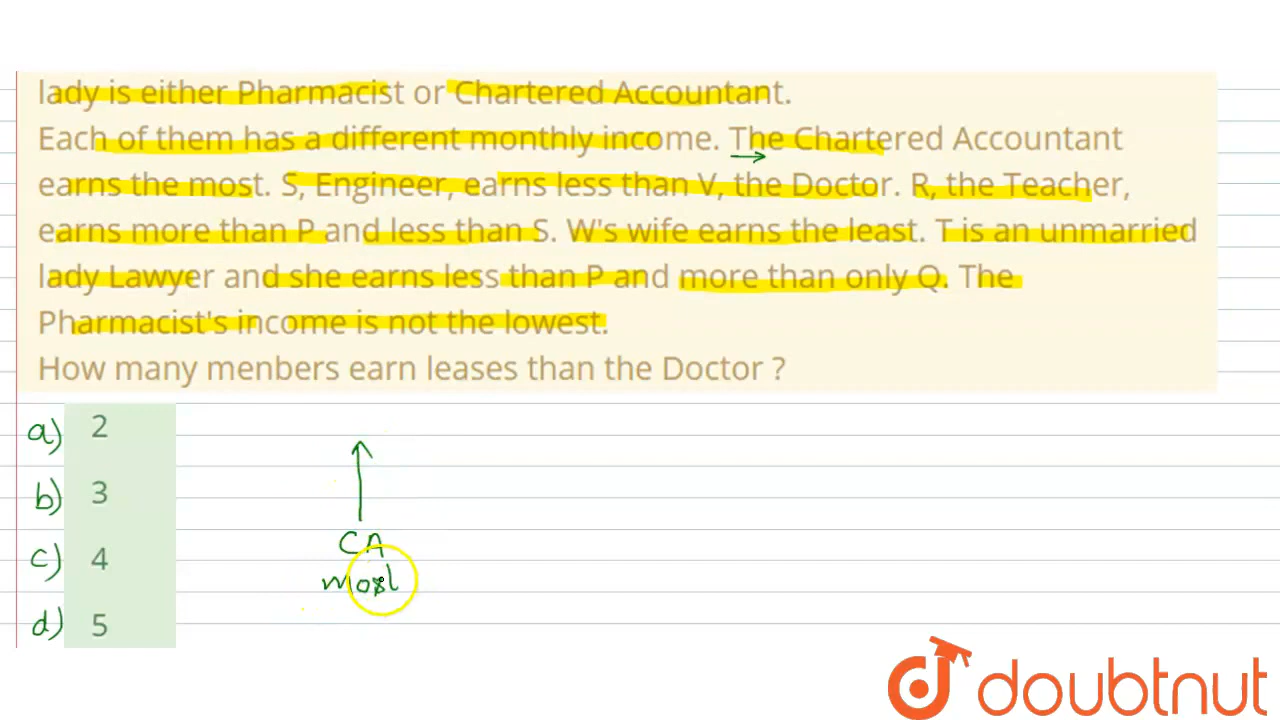 lady is either Pharmacist or Chartered Accountant.
Each of them has a different monthly income. The Chartered Accountant
earns the most. S, Engineer, earns less than V, the Doctor. R, the Teacher,
earns more than P and less than S. W's wife earns the least. T is an unmarried
lady Lawyer and she earns less than P and more than only Q. The
Pharmacist's income is not the lowest.
How many menbers earn leases than the Doctor ?
a) 2
b) 3
c) 4
d) 5
CA
most
doubtnut